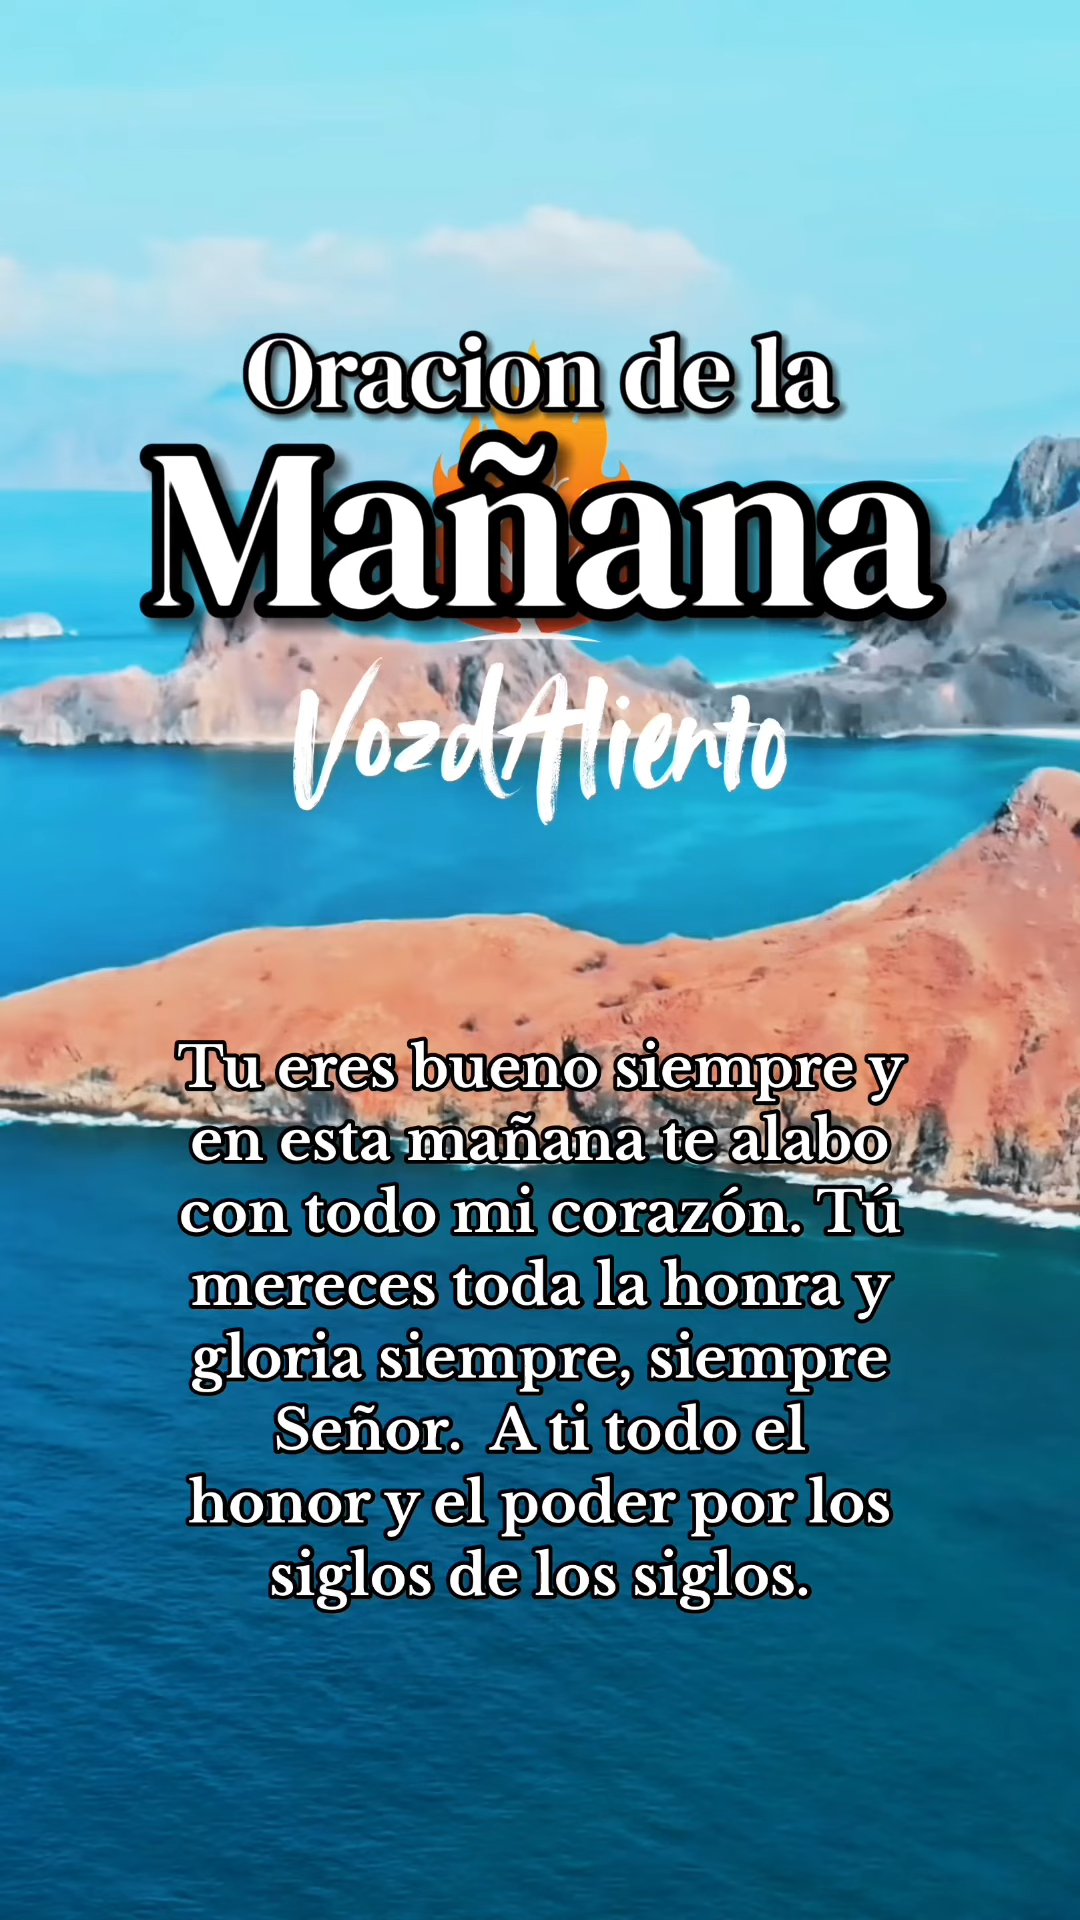 Oracion de la
Mañana
VozdAliento
Tu eres bueno siempre y
en esta mañana te alabo
con todo mi corazón. Tú
mereces toda la honra y
gloria siempre, siempre
Señor.  A ti todo el
honor y el poder por los
siglos de los siglos.